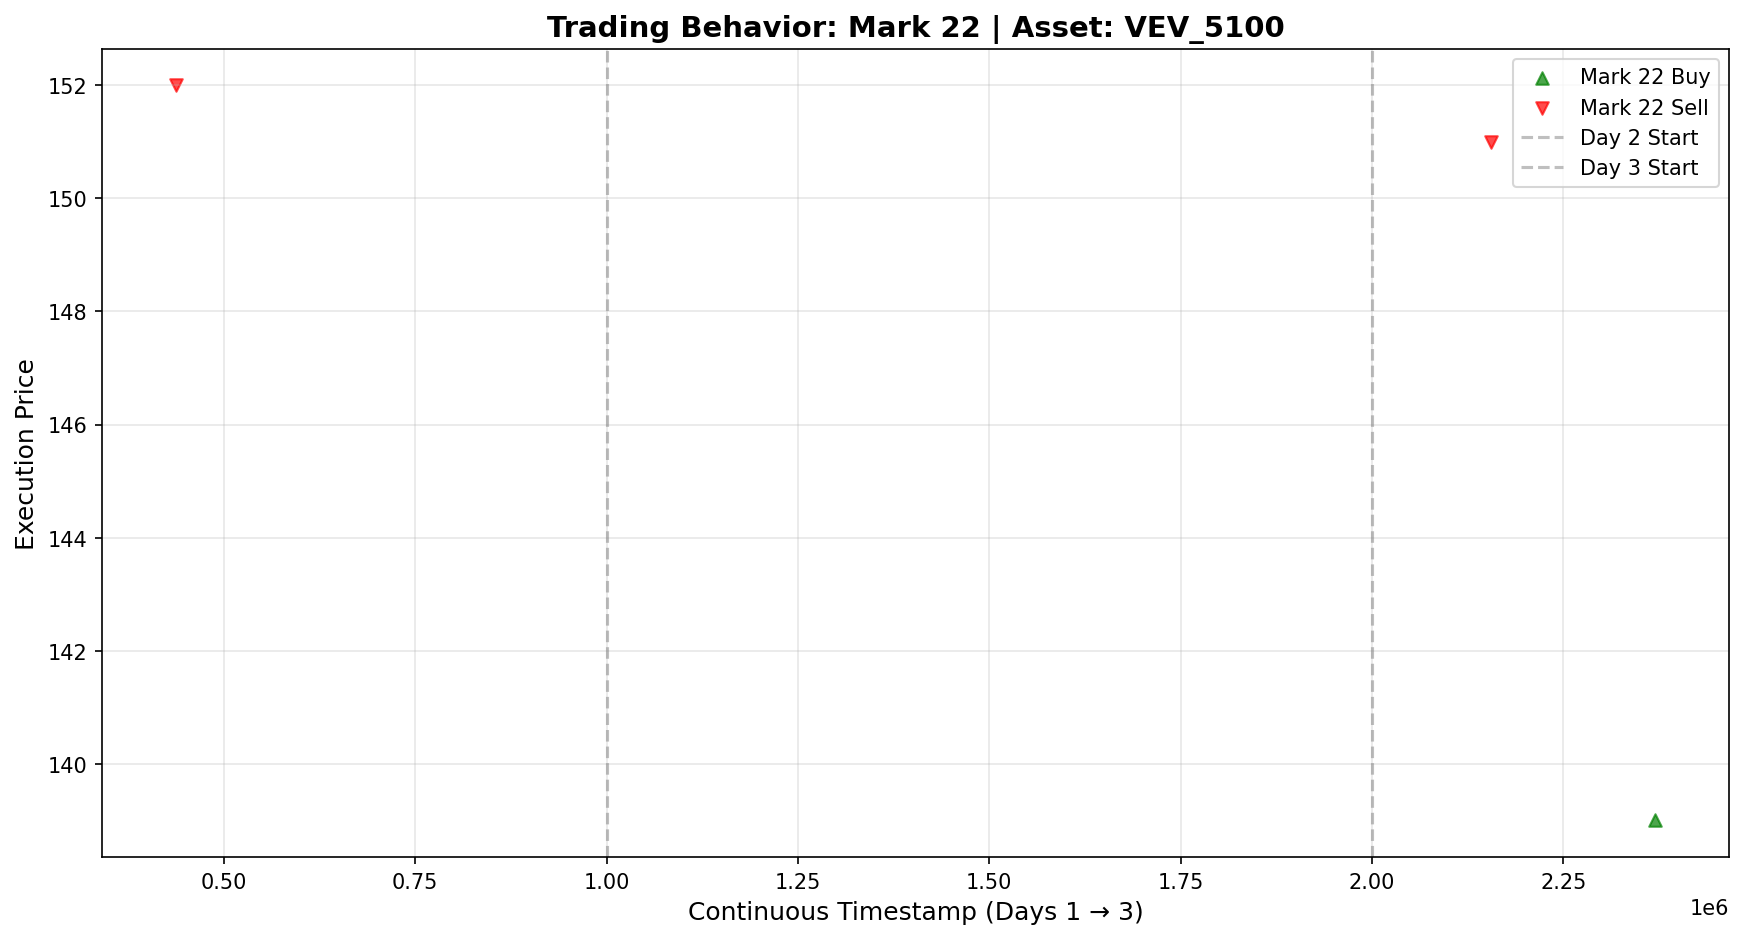 Trading Behavior: Mark 22 | Asset: VEV_5100
Mark 22 Buy
Mark 22 Sell
Day 2 Start
Day 3 Start
Execution Price
152
150
148
146
144
142
140
0.50 0.75 1.00 1.25 1.50 1.75 2.00 2.25
1e6
Continuous Timestamp (Days 1 → 3)